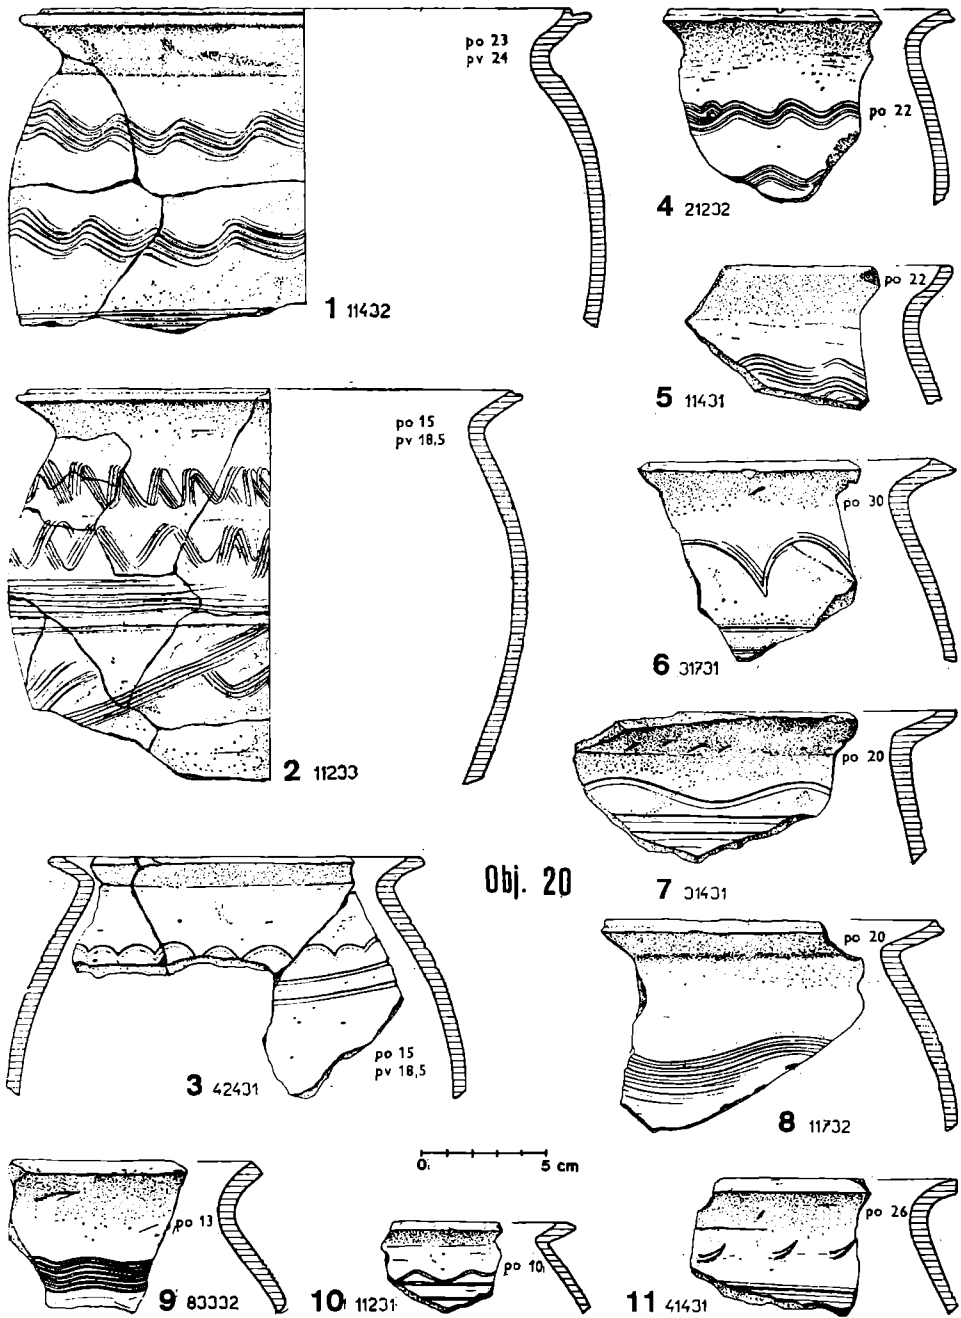 po 23
pv 24
1 11432
po 22
4 21232
po 22
5 11431
po 15
pv 18,5
2 11233
po 30
6 31731
po 20
7 31431
Obj. 20
po 15
pv 18,5
3 42431
po 20
8 11732
0 5 cm
po 13
9 83332
po 10
10 11231
po 26
11 41431